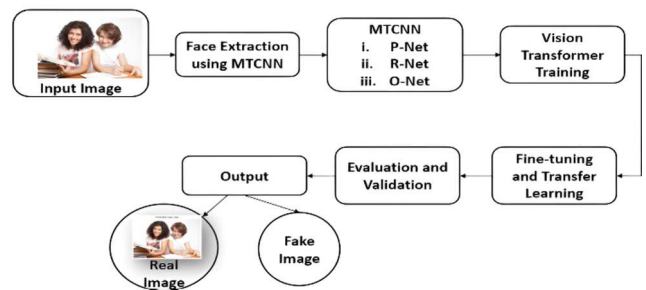 Input Image
Face Extraction
using MTCNN
MTCNN
i. P-Net
ii. R-Net
iii. O-Net
Vision
Transformer
Training
Fine-tuning
and Transfer
Learning
Evaluation and
Validation
Output
Real
Image
Fake
Image